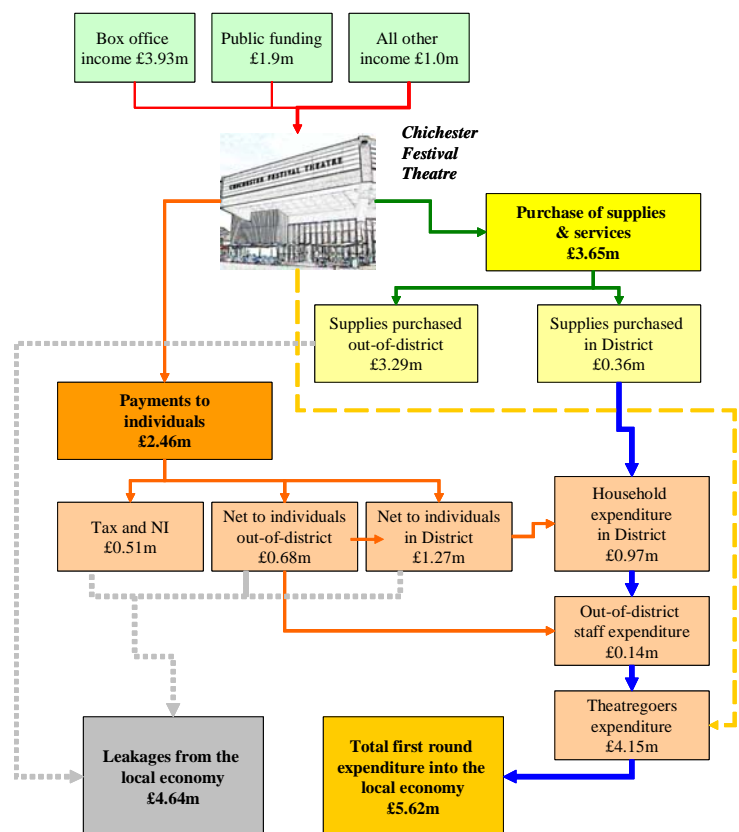 Box office
income £3.93m
Public funding
£1.9m
All other
income £1.0m
CHICHESTER FESTIVAL THEATRE
Chichester
Festival
Theatre
Purchase of supplies
& services
£3.65m
Supplies purchased
out-of-district
£3.29m
Supplies purchased
in District
£0.36m
Payments to
individuals
£2.46m
Tax and NI
£0.51m
Net to individuals
out-of-district
£0.68m
Net to individuals
in District
£1.27m
Household
expenditure
in District
£0.97m
Out-of-district
staff expenditure
£0.14m
Theatregoers
expenditure
£4.15m
Leakages from the
local economy
£4.64m
Total first round
expenditure into the
local economy
£5.62m